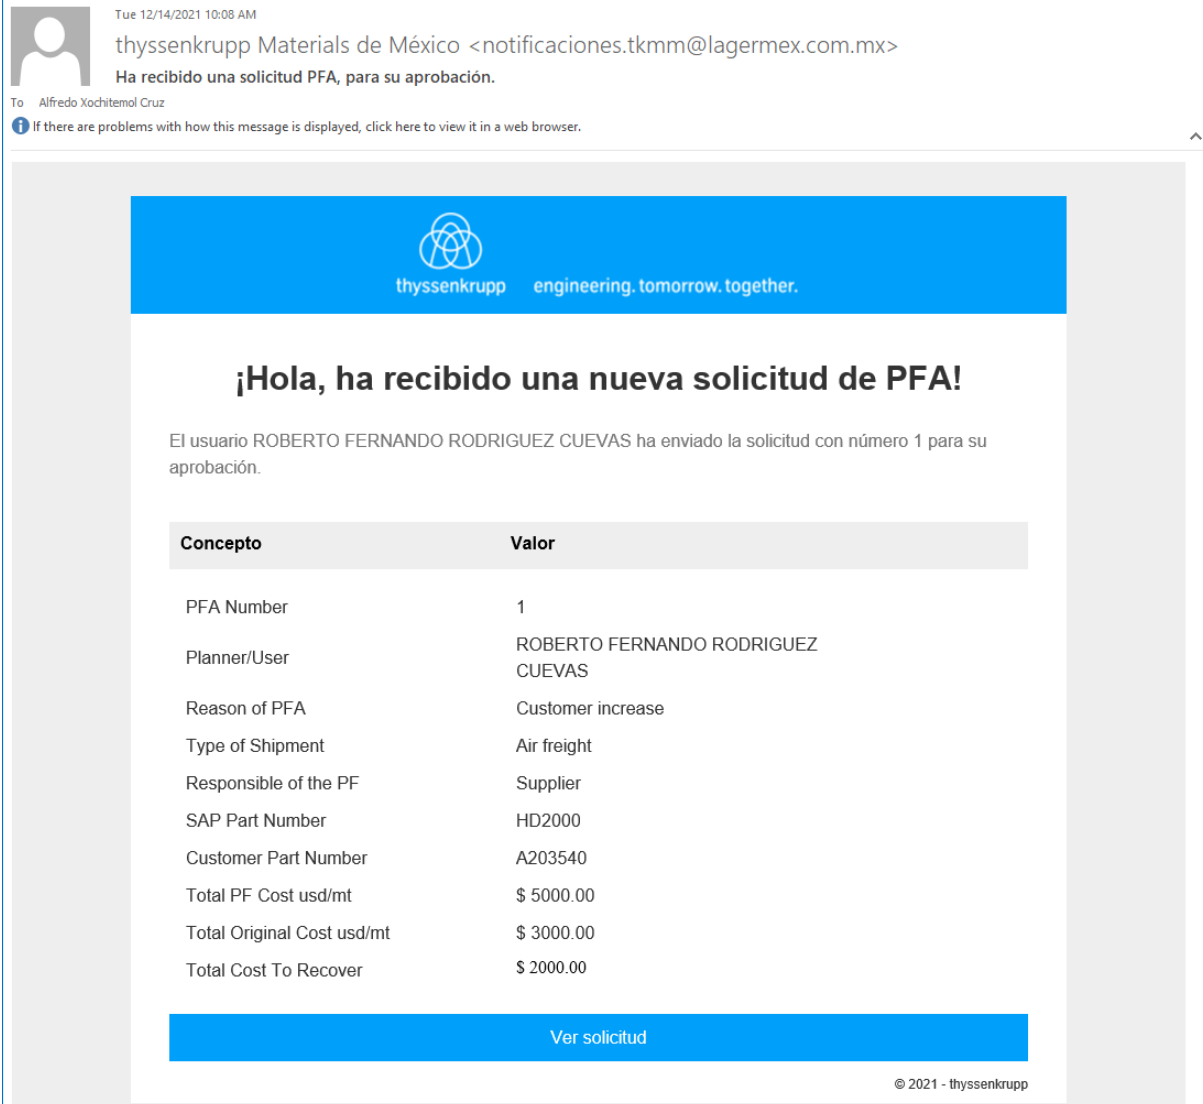 Tue 12/14/2021 10:08 AM
thyssenkrupp Materials de México <notificaciones.tkmm@lagermex.com.mx>
Ha recibido una solicitud PFA, para su aprobación.
To Alfredo Xochitemol Cruz
If there are problems with how this message is displayed, click here to view it in a web browser.
thyssenkrupp engineering. tomorrow. together.
¡Hola, ha recibido una nueva solicitud de PFA!
El usuario ROBERTO FERNANDO RODRIGUEZ CUEVAS ha enviado la solicitud con número 1 para su
aprobación.
Concepto Valor
PFA Number 1
Planner/User ROBERTO FERNANDO RODRIGUEZ
CUEVAS
Reason of PFA Customer increase
Type of Shipment Air freight
Responsible of the PF Supplier
SAP Part Number HD2000
Customer Part Number A203540
Total PF Cost usd/mt $ 5000.00
Total Original Cost usd/mt $ 3000.00
Total Cost To Recover $ 2000.00
Ver solicitud
© 2021 - thyssenkrupp